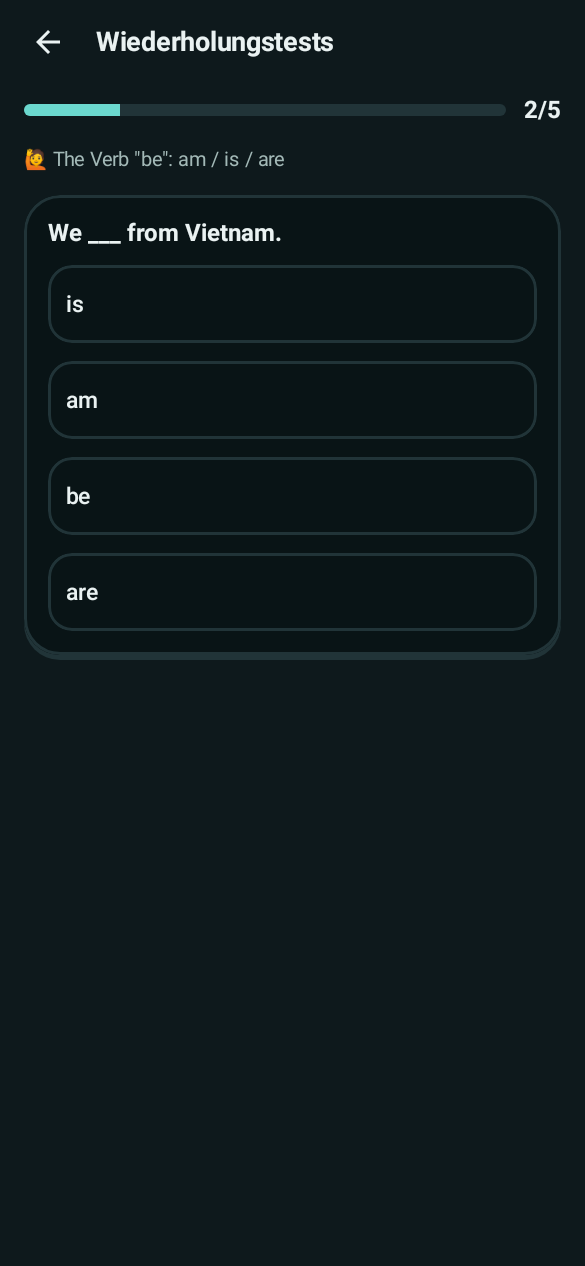 Wiederholungstests
2/5
🙋 The Verb "be": am / is / are
We ___ from Vietnam.
is
am
be
are